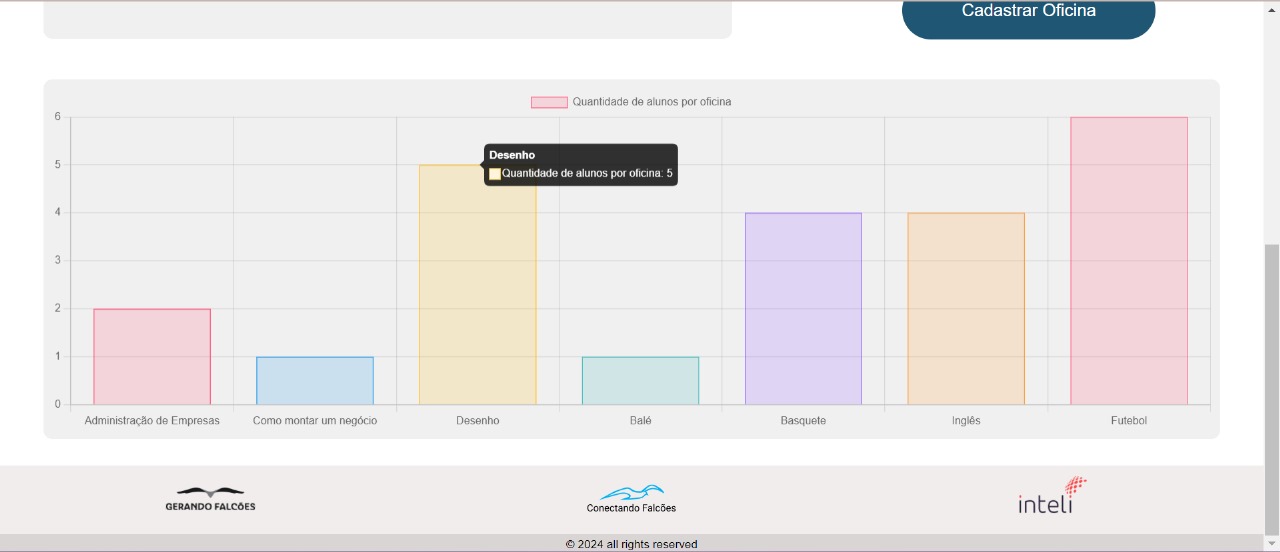 Cadastrar Oficina
Quantidade de alunos por oficina
6
5
4
3
2
1
0
Desenho
Quantidade de alunos por oficina: 5
Administração de Empresas
Como montar um negócio
Desenho
Balé
Basquete
Inglês
Futebol
GERANDO FALCÕES
Conectando Falcões
inteli
© 2024 all rights reserved